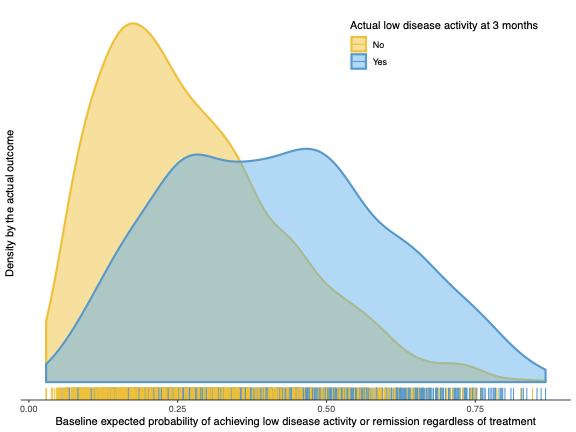 Actual low disease activity at 3 months
No
Yes
Density by the actual outcome
0.00
0.25
0.50
0.75
Baseline expected probability of achieving low disease activity or remission regardless of treatment